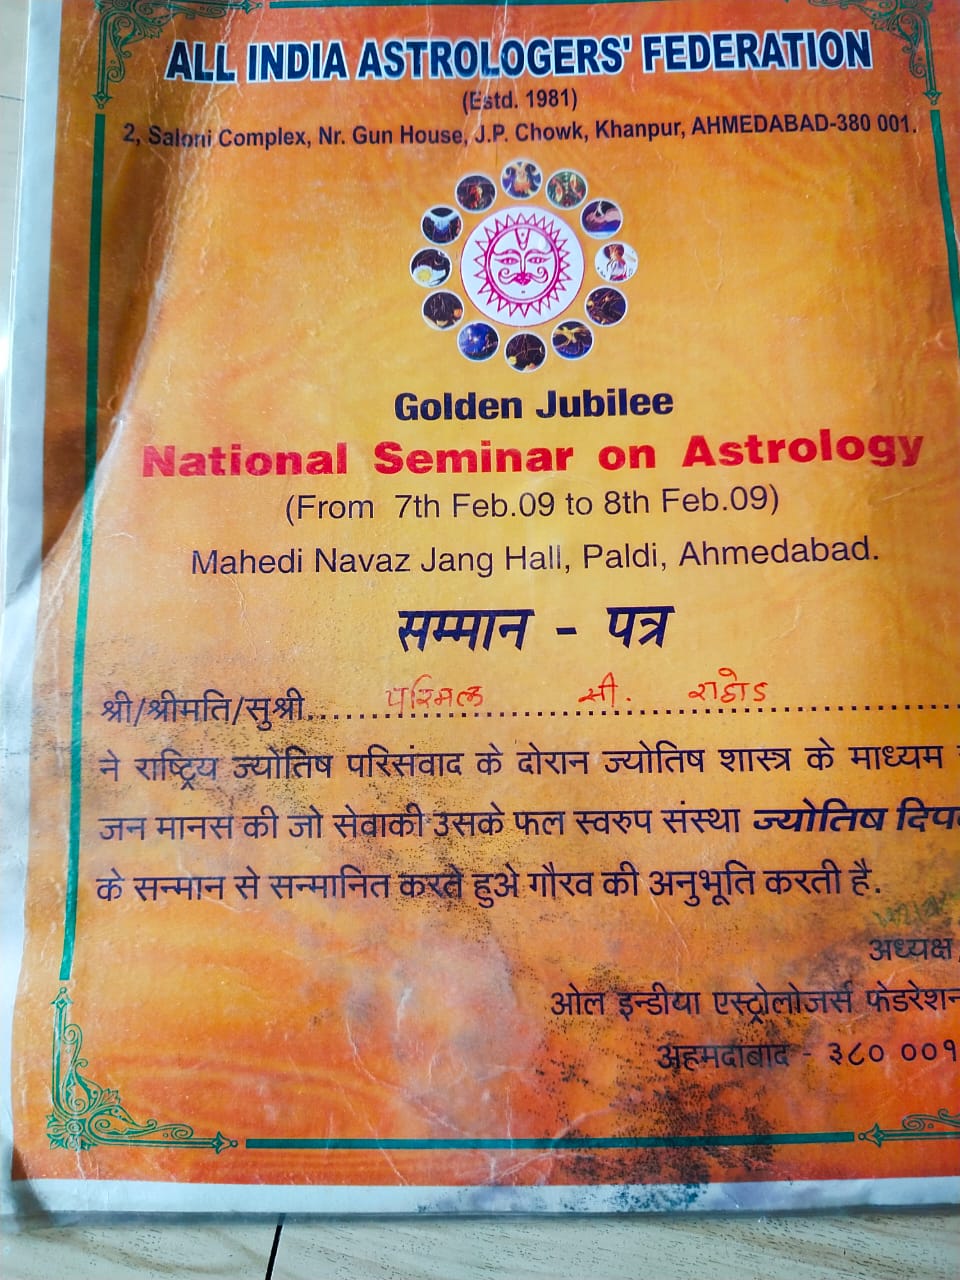 ALL INDIA ASTROLOGERS' FEDERATION
(Estd. 1981)
2, Saloni Complex, Nr. Gun House, J.P. Chowk, Khanpur, AHMEDABAD-380 001.
Golden Jubilee
National Seminar on Astrology
(From 7th Feb.09 to 8th Feb.09)
Mahedi Navaz Jang Hall, Paldi, Ahmedabad.
सम्मान - पत्र
श्री/श्रीमति/सुश्री.... परिमल सी. राठोड
ने राष्ट्रिय ज्योतिष परिसंवाद के दोरान ज्योतिष शास्त्र के माध्यम
जन मानस की जो सेवाकी उसके फल स्वरुप संस्था ज्योतिष
के सन्मान से सन्मानित करते हुअे गौरव की अनुभूति करती है.
अध्यक्ष
ओल इन्डीया एस्ट्रोलोजर्स फेडरेशन
अहमदाबाद - ३८० ००१